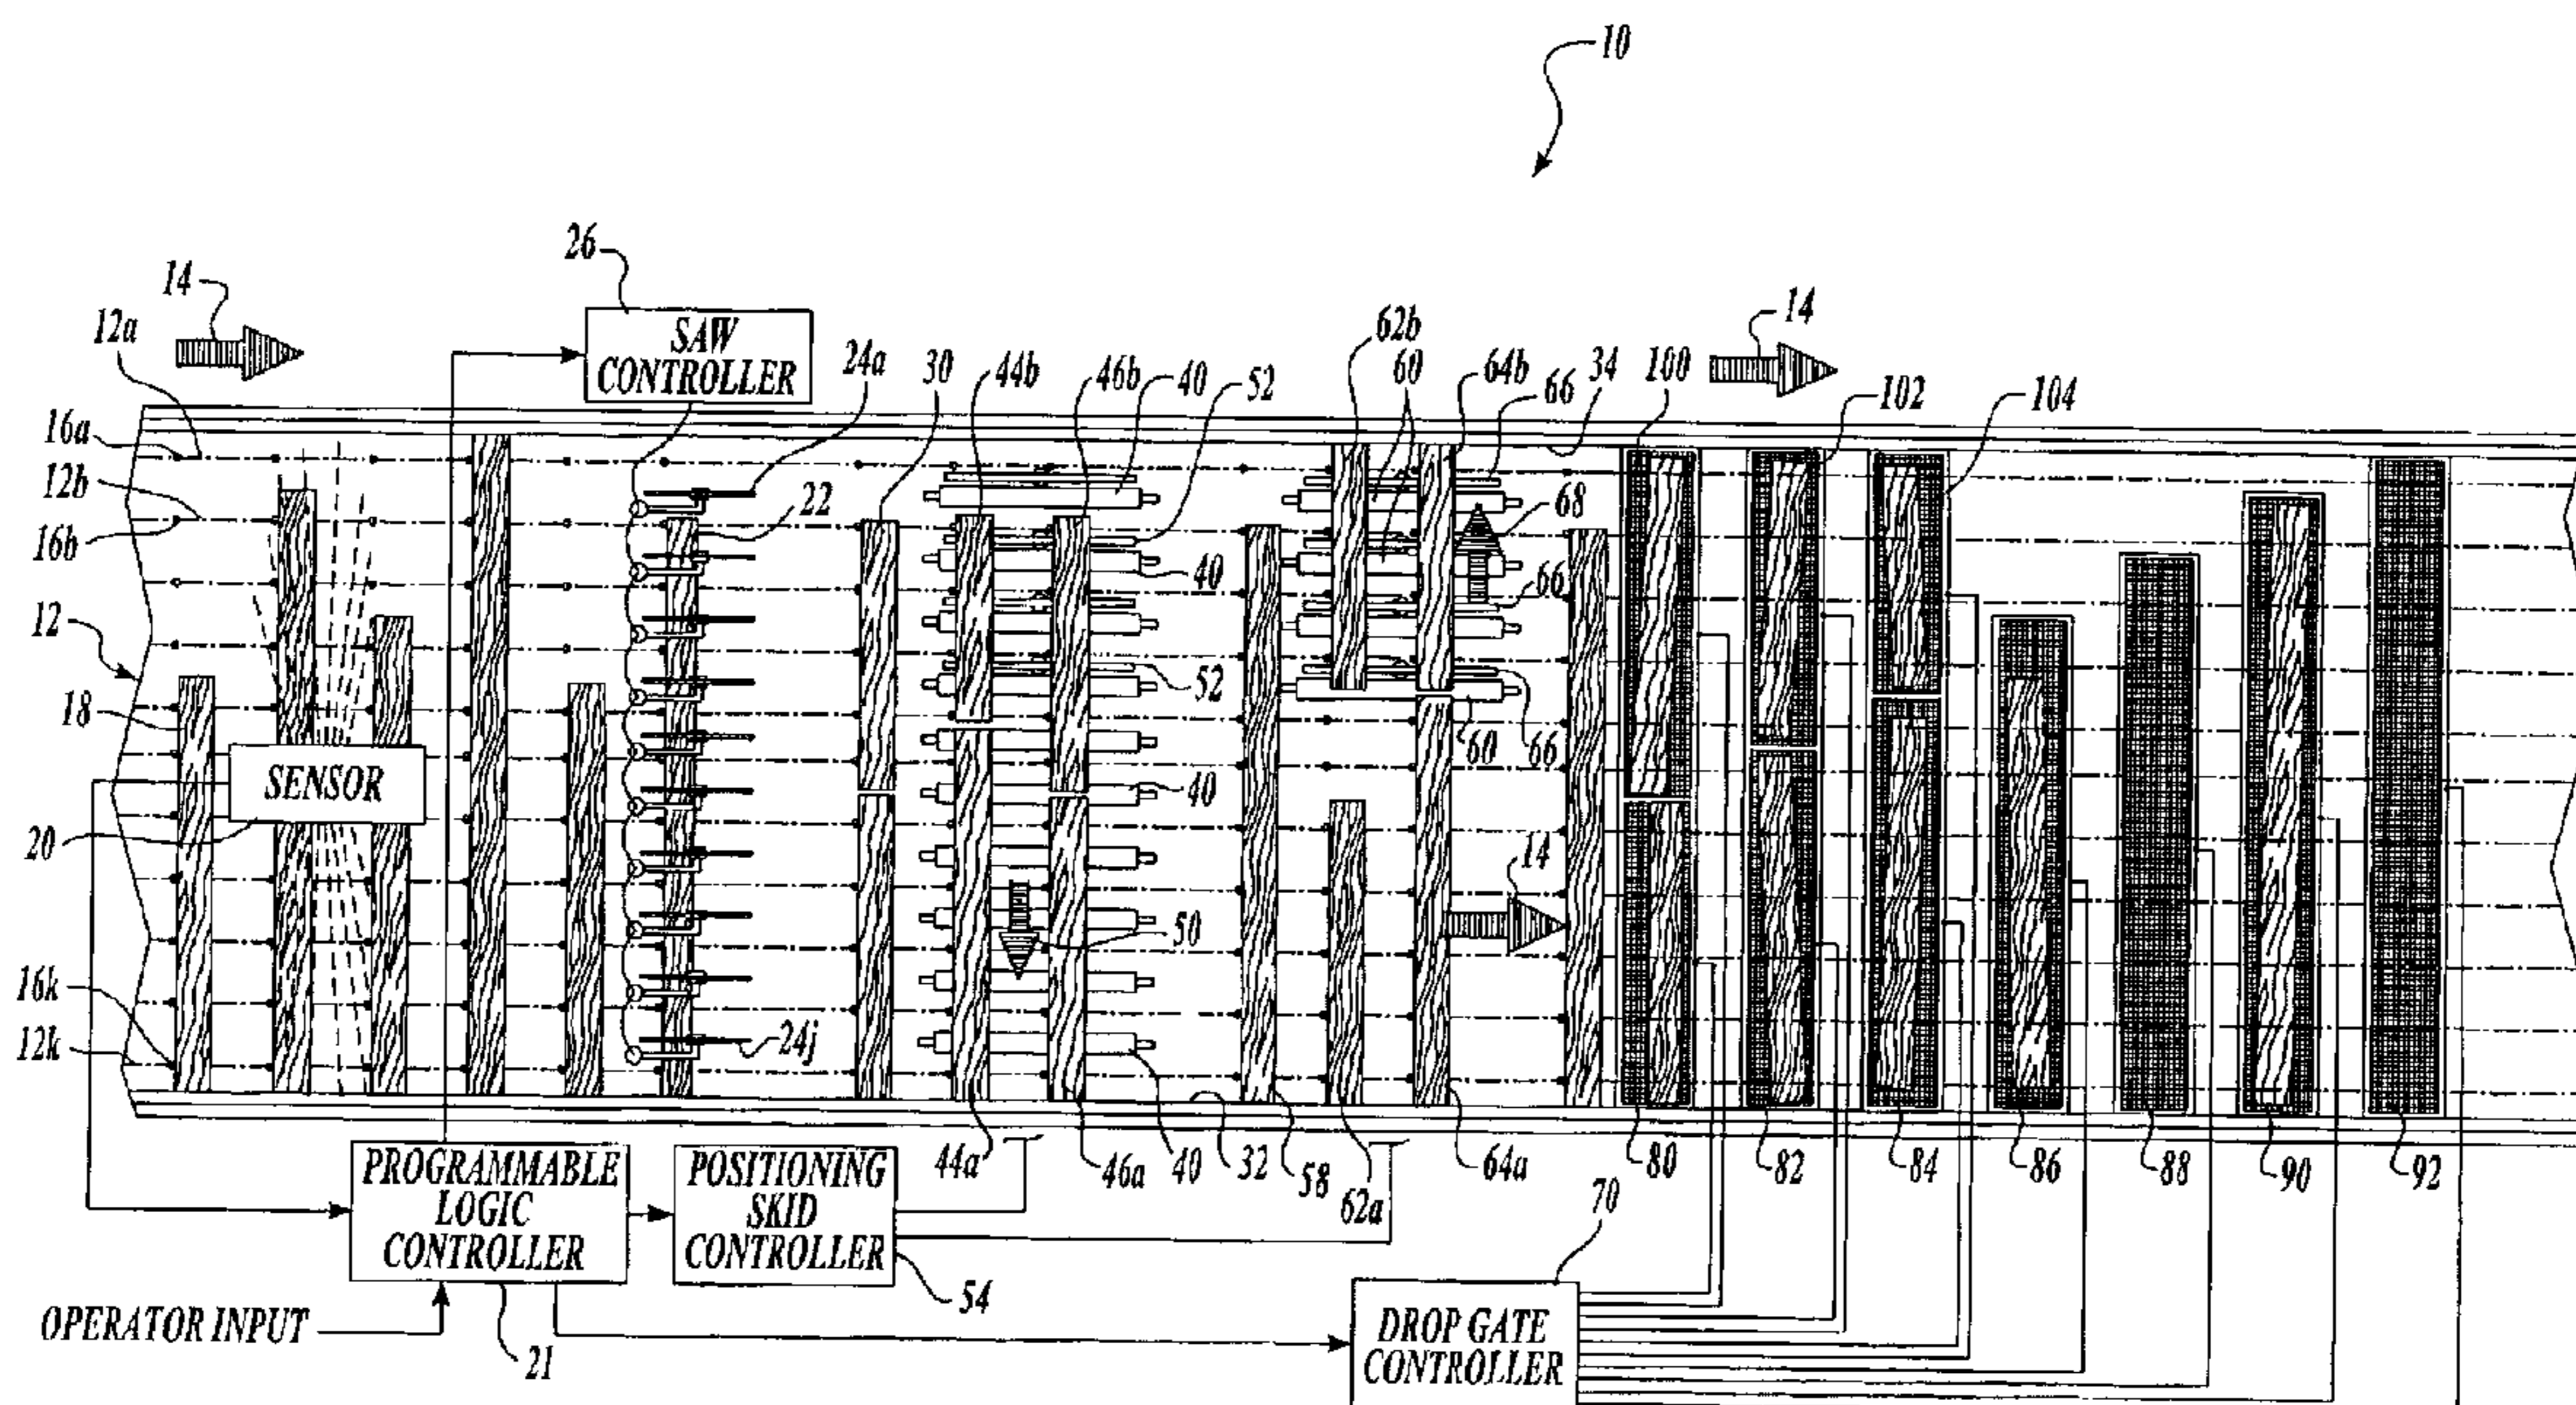 10
26
14
12a
SAW
CONTROLLER
24a
30
44b
46b
40
52
62b
60
64b
66
34
100
14
102
104
16a
12b
16b
22
68
40
66
12
18
52
60
66
SENSOR
40
20
14
50
16k
12k
24j
PROGRAMMABLE
LOGIC
CONTROLLER
POSITIONING
SKID
CONTROLLER
44a
46a
40
32
58
62a
64a
80
82
84
86
88
90
92
70
54
OPERATOR INPUT
21
DROP GATE
CONTROLLER